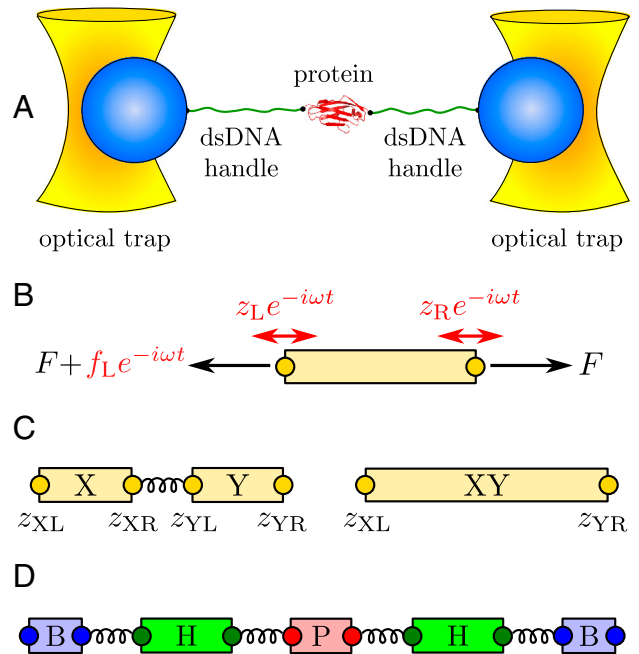 A
protein
dsDNA handle
dsDNA handle
optical trap
optical trap
B
z_L e^{-iωt}
z_R e^{-iωt}
F + f_L e^{-iωt}
F
C
X
Y
XY
z_XL
z_XR
z_YL
z_YR
z_XL
z_YR
D
B
H
P
H
B